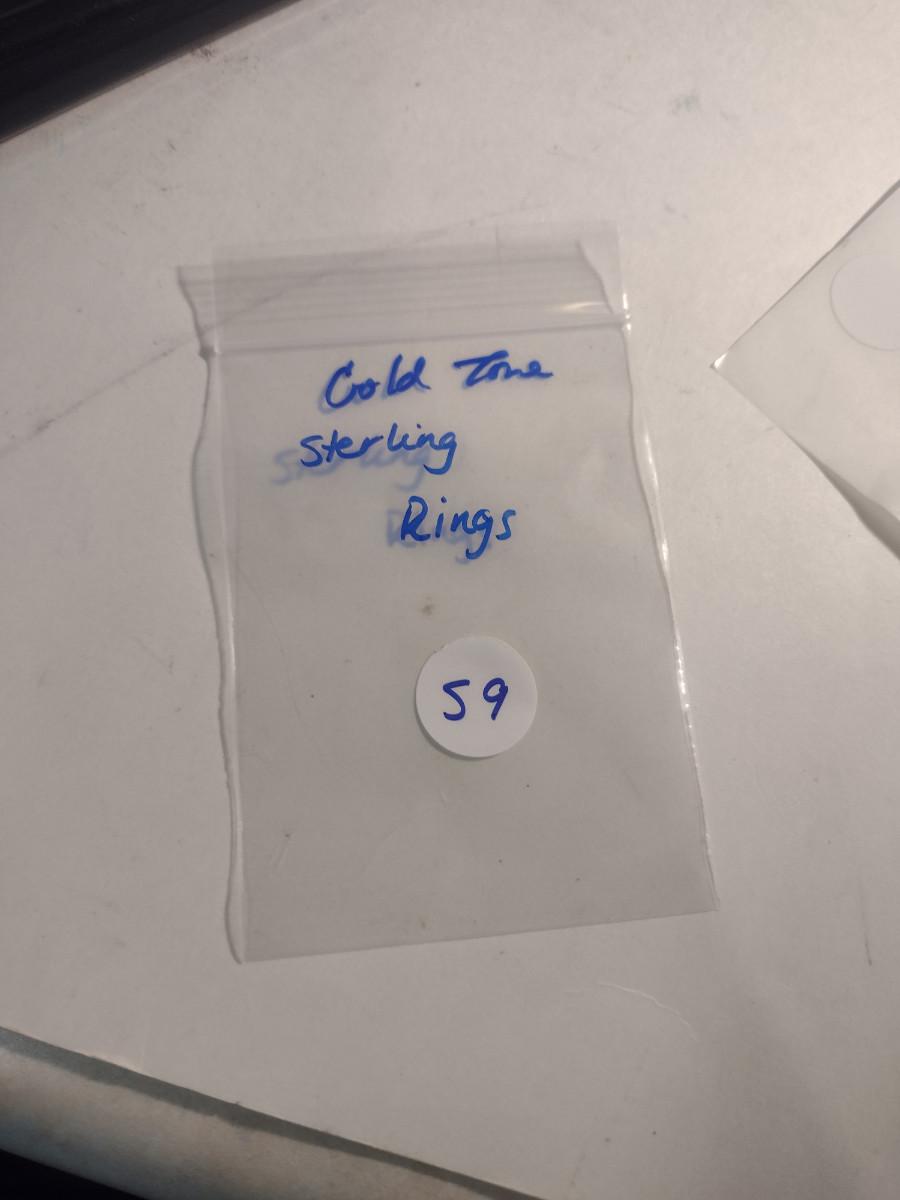 Gold Tone
Sterling
Rings
59